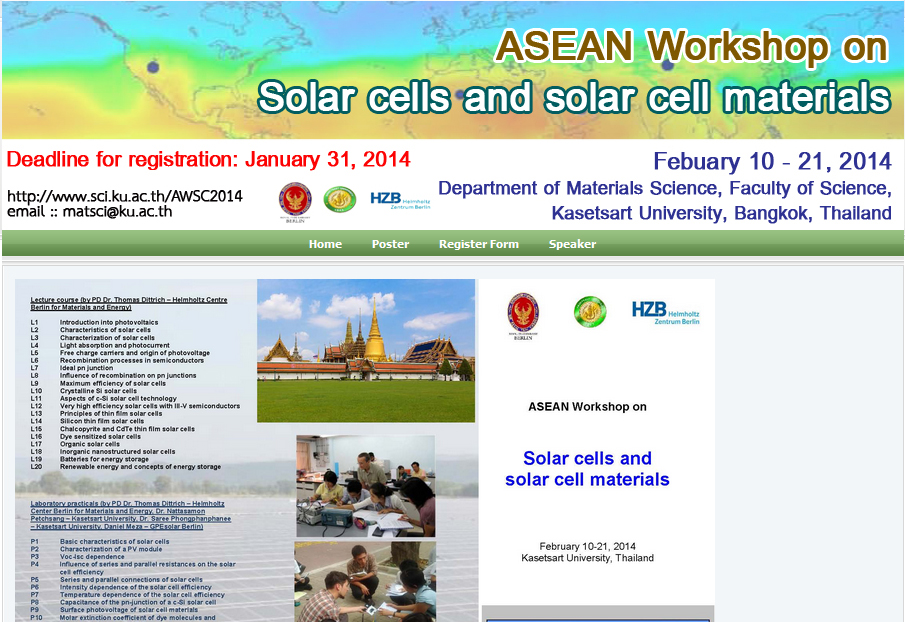 ASEAN Workshop on
Solar cells and solar cell materials
Deadline for registration: January 31, 2014
Febuary 10 - 21, 2014
http://www.sci.ku.ac.th/AWSC2014
email :: matsci@ku.ac.th
HZB Helmholtz
Zentrum Berlin
Department of Materials Science, Faculty of Science,
Kasetsart University, Bangkok, Thailand
Home Poster Register Form Speaker
Lecture course (by PD Dr. Thomas Dittrich – Helmholtz Centre
Berlin for Materials and Energy)
L1 Introduction into photovoltaics
L2 Characteristics of solar cells
L3 Characterization of solar cells
L4 Light absorption and photocurrent
L5 Free charge carriers and origin of photovoltage
L6 Recombination processes in semiconductors
L7 Ideal pn junction
L8 Influence of recombination on pn junctions
L9 Maximum efficiency of solar cells
L10 Crystalline Si solar cells
L11 Aspects of c-Si solar cell technology
L12 Very high efficiency solar cells with III-V semiconductors
L13 Principles of thin film solar cells
L14 Silicon thin film solar cells
L15 Chalcopyrite and CdTe thin film solar cells
L16 Dye sensitized solar cells
L17 Organic solar cells
L18 Inorganic nanostructured solar cells
L19 Batteries for energy storage
L20 Renewable energy and concepts of energy storage
Laboratory practicals (by PD Dr. Thomas Dittrich – Helmholtz
Center Berlin for Materials and Energy, Dr. Nattasamon
Petchsang – Kasetsart University, Dr. Saree Phongphanphanee
– Kasetsart University, Daniel Meza – GPEsolar Berlin)
P1 Basic characteristics of solar cells
P2 Characterization of a PV module
P3 Voc-Isc dependence
P4 Influence of series and parallel resistances on the solar
cell efficiency
P5 Series and parallel connections of solar cells
P6 Intensity dependence of the solar cell efficiency
P7 Temperature dependence of the solar cell efficiency
P8 Capacitance of the pn-junction of a c-Si solar cell
P9 Surface photovoltage of solar cell materials
P10 Molar extinction coefficient of dye molecules and
BERLIN
HZB Helmholtz
Zentrum Berlin
ASEAN Workshop on
Solar cells and
solar cell materials
February 10-21, 2014
Kasetsart University, Thailand